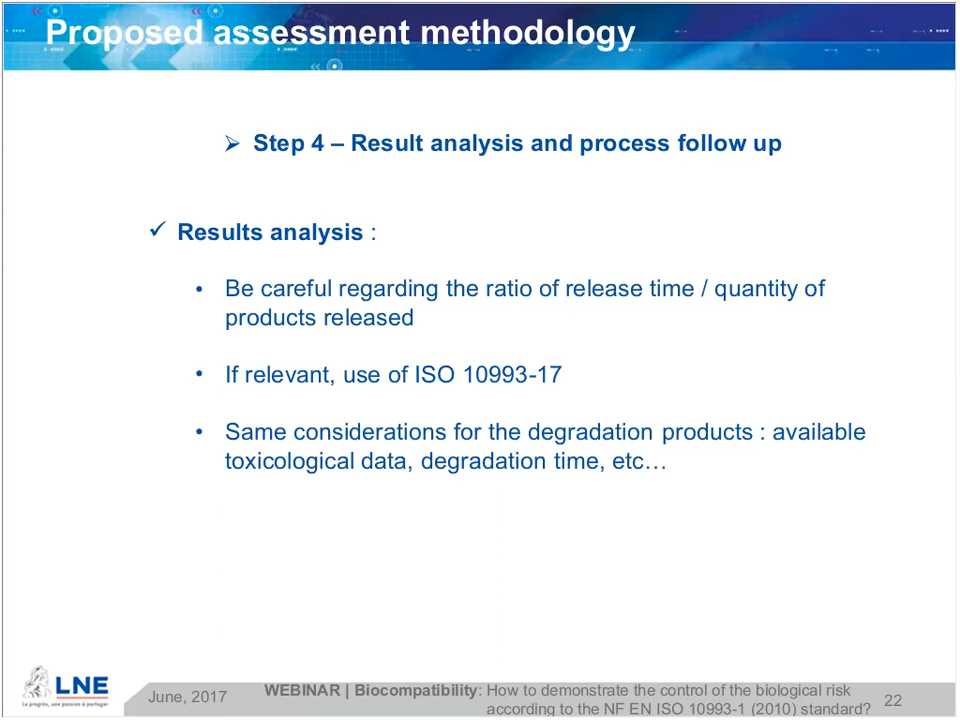 Proposed assessment methodology
➢ Step 4 – Result analysis and process follow up
✓ Results analysis :
• Be careful regarding the ratio of release time / quantity of
products released
• If relevant, use of ISO 10993-17
• Same considerations for the degradation products : available
toxicological data, degradation time, etc…
LNE
Le progrès, une passion à partager
June, 2017
WEBINAR | Biocompatibility: How to demonstrate the control of the biological risk
according to the NF EN ISO 10993-1 (2010) standard?
22